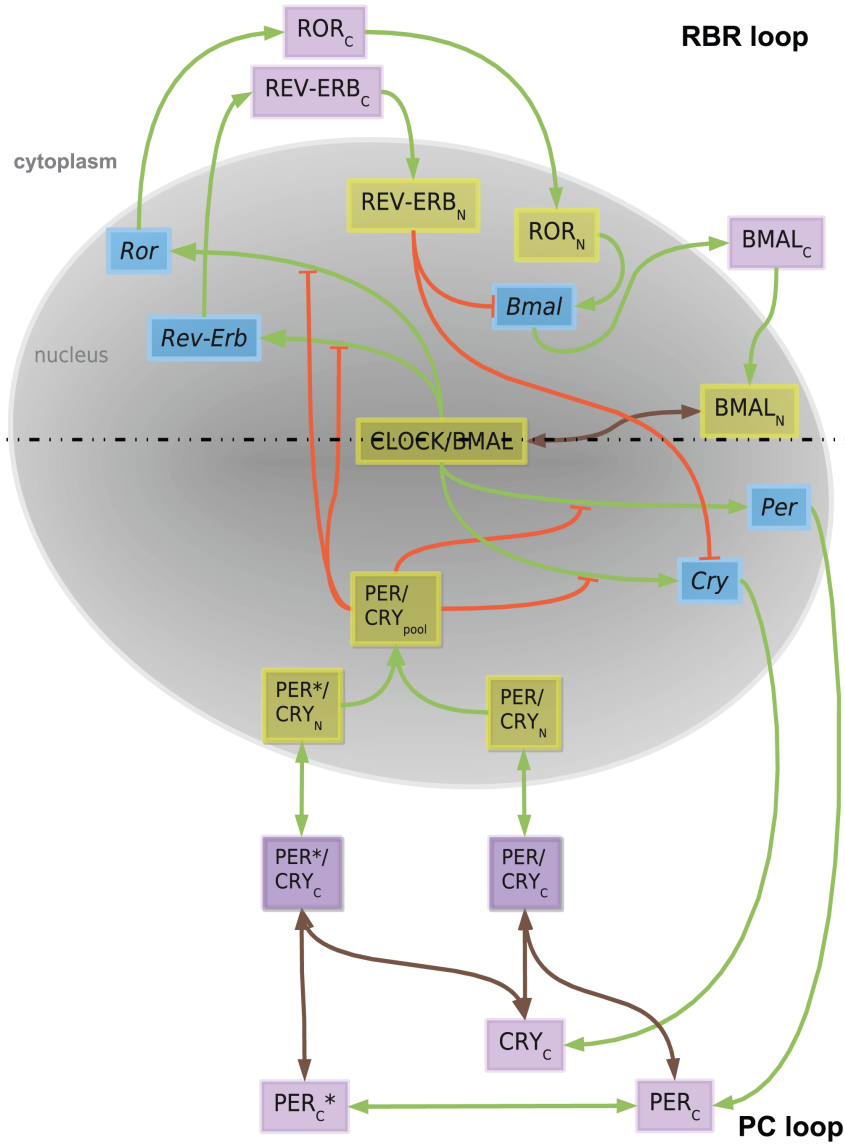 ROR_C
RBR loop
REV-ERB_C
cytoplasm
REV-ERB_N
ROR_N
BMAL_C
Ror
Bmal
Rev-Erb
nucleus
BMAL_N
CLOCK/BMAL
Per
Cry
PER/
CRY_pool
PER*/
CRY_N
PER/
CRY_N
PER*/
CRY_C
PER/
CRY_C
CRY_C
PER_C*
PER_C
PC loop